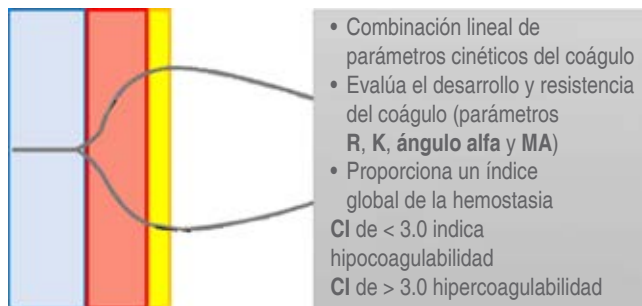 • Combinación lineal de
parámetros cinéticos del coágulo
• Evalúa el desarrollo y resistencia
del coágulo (parámetros
R, K, ángulo alfa y MA)
• Proporciona un índice
global de la hemostasia
CI de < 3.0 indica
hipocoagulabilidad
CI de > 3.0 hipercoagulabilidad